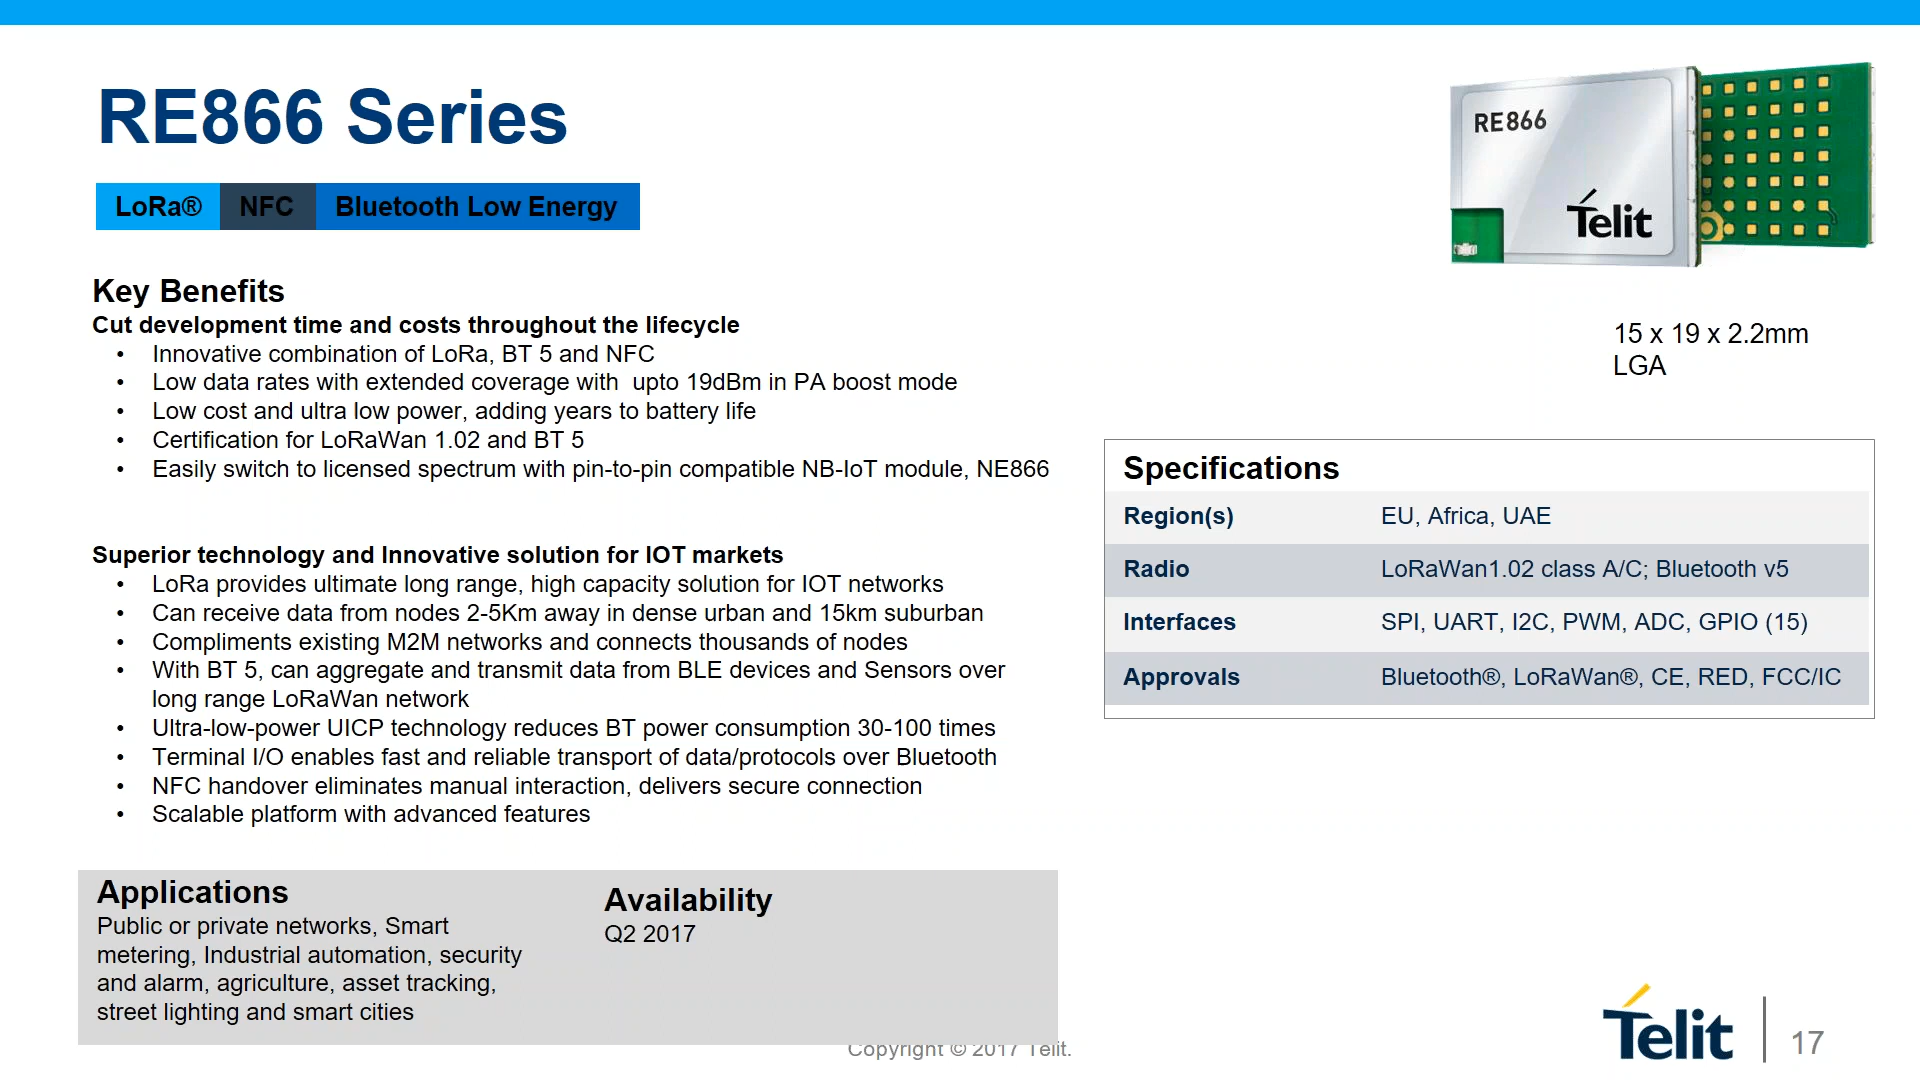 RE866 Series
LoRa® NFC Bluetooth Low Energy
RE866
Telit
15 x 19 x 2.2mm
LGA
Key Benefits
Cut development time and costs throughout the lifecycle
• Innovative combination of LoRa, BT 5 and NFC
• Low data rates with extended coverage with  upto 19dBm in PA boost mode
• Low cost and ultra low power, adding years to battery life
• Certification for LoRaWan 1.02 and BT 5
• Easily switch to licensed spectrum with pin-to-pin compatible NB-IoT module, NE866
Superior technology and Innovative solution for IOT markets
• LoRa provides ultimate long range, high capacity solution for IOT networks
• Can receive data from nodes 2-5Km away in dense urban and 15km suburban
• Compliments existing M2M networks and connects thousands of nodes
• With BT 5, can aggregate and transmit data from BLE devices and Sensors over
long range LoRaWan network
• Ultra-low-power UICP technology reduces BT power consumption 30-100 times
• Terminal I/O enables fast and reliable transport of data/protocols over Bluetooth
• NFC handover eliminates manual interaction, delivers secure connection
• Scalable platform with advanced features
Specifications
Region(s) EU, Africa, UAE
Radio LoRaWan1.02 class A/C; Bluetooth v5
Interfaces SPI, UART, I2C, PWM, ADC, GPIO (15)
Approvals Bluetooth®, LoRaWan®, CE, RED, FCC/IC
Applications
Public or private networks, Smart
metering, Industrial automation, security
and alarm, agriculture, asset tracking,
street lighting and smart cities
Availability
Q2 2017
Copyright © 2017 Telit.
Telit
17